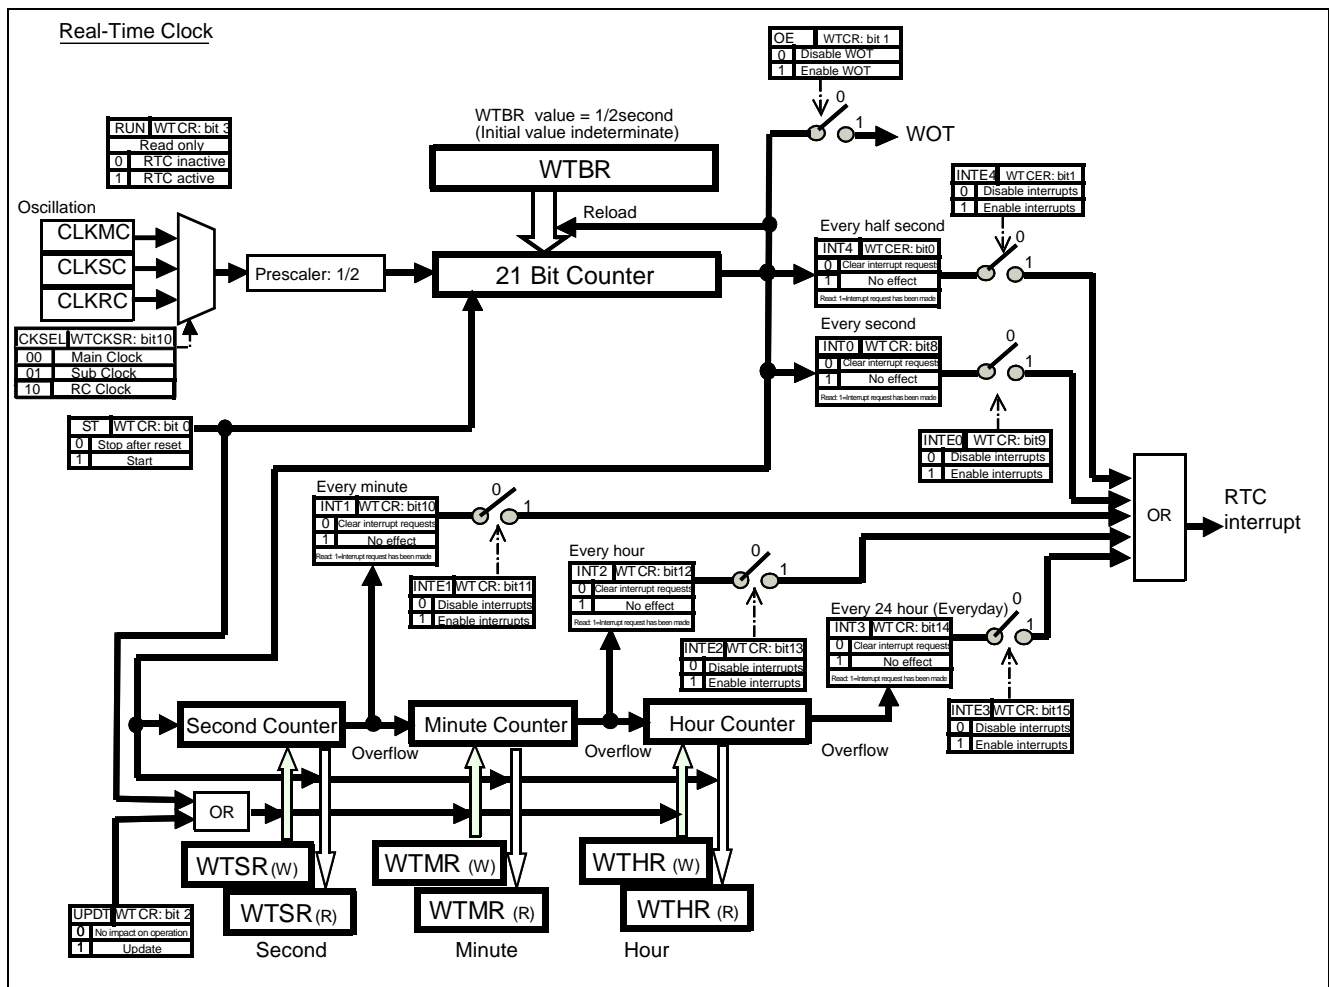 Real-Time Clock
OE WTCR: bit 1
0 Disable WOT
1 Enable WOT
0
1
WOT
RUN WTCR: bit 3
Read only
0 RTC inactive
1 RTC active
WTBR value = 1/2second
(Initial value indeterminate)
WTBR
Reload
INTE4 WTCER: bit1
0 Disable interrupts
1 Enable interrupts
Oscillation
CLKMC
CLKSC
CLKRC
Prescaler: 1/2
21 Bit Counter
Every half second
INT4 WTCER: bit0
0 Clear interrupt requests
1 No effect
Read: 1=Interrupt request has been made
0
1
CKSEL WTCKSR: bit10
00 Main Clock
01 Sub Clock
10 RC Clock
Every second
INT0 WTCR: bit8
0 Clear interrupt requests
1 No effect
Read: 1=Interrupt request has been made
0
1
INTE0 WTCR: bit9
0 Disable interrupts
1 Enable interrupts
ST WTCR: bit 0
0 Stop after reset
1 Start
Every minute
INT1 WTCR: bit10
0 Clear interrupt requests
1 No effect
Read: 1=Interrupt request has been made
0
1
INTE1 WTCR: bit11
0 Disable interrupts
1 Enable interrupts
OR
RTC
interrupt
Every hour
INT2 WTCR: bit12
0 Clear interrupt requests
1 No effect
Read: 1=Interrupt request has been made
0
1
INTE2 WTCR: bit13
0 Disable interrupts
1 Enable interrupts
Every 24 hour (Everyday)
INT3 WTCR: bit14
0 Clear interrupt requests
1 No effect
Read: 1=Interrupt request has been made
0
1
INTE3 WTCR: bit15
0 Disable interrupts
1 Enable interrupts
Second Counter
Overflow
Minute Counter
Overflow
Hour Counter
Overflow
OR
WTSR (W)
WTMR (W)
WTHR (W)
WTSR (R)
WTMR (R)
WTHR (R)
UPDT WTCR: bit 2
0 No impact on operation
1 Update
Second
Minute
Hour